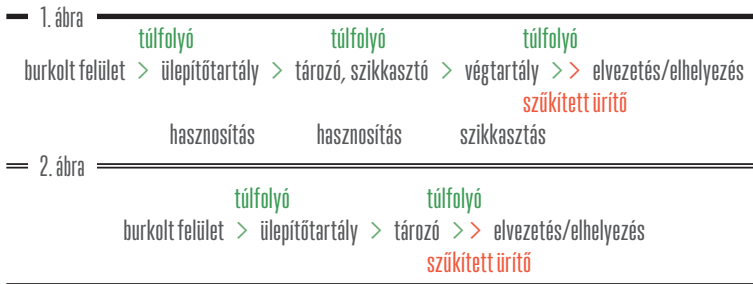 1. ábra
túlfolyó túlfolyó túlfolyó
burkolt felület > ülepítőtartály > tározó, szikkasztó > végtartály >> elvezetés/elhelyezés
szűkített ürítő
hasznosítás hasznosítás szikkasztás
2. ábra
túlfolyó túlfolyó
burkolt felület > ülepítőtartály > tározó >> elvezetés/elhelyezés
szűkített ürítő